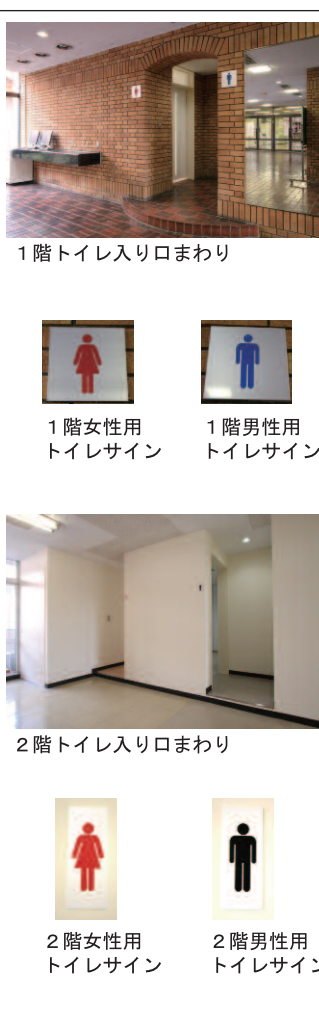 1階トイレ入り口まわり
1階女性用
トイレサイン
1階男性用
トイレサイン
2階トイレ入り口まわり
2階女性用
トイレサイン
2階男性用
トイレサイン